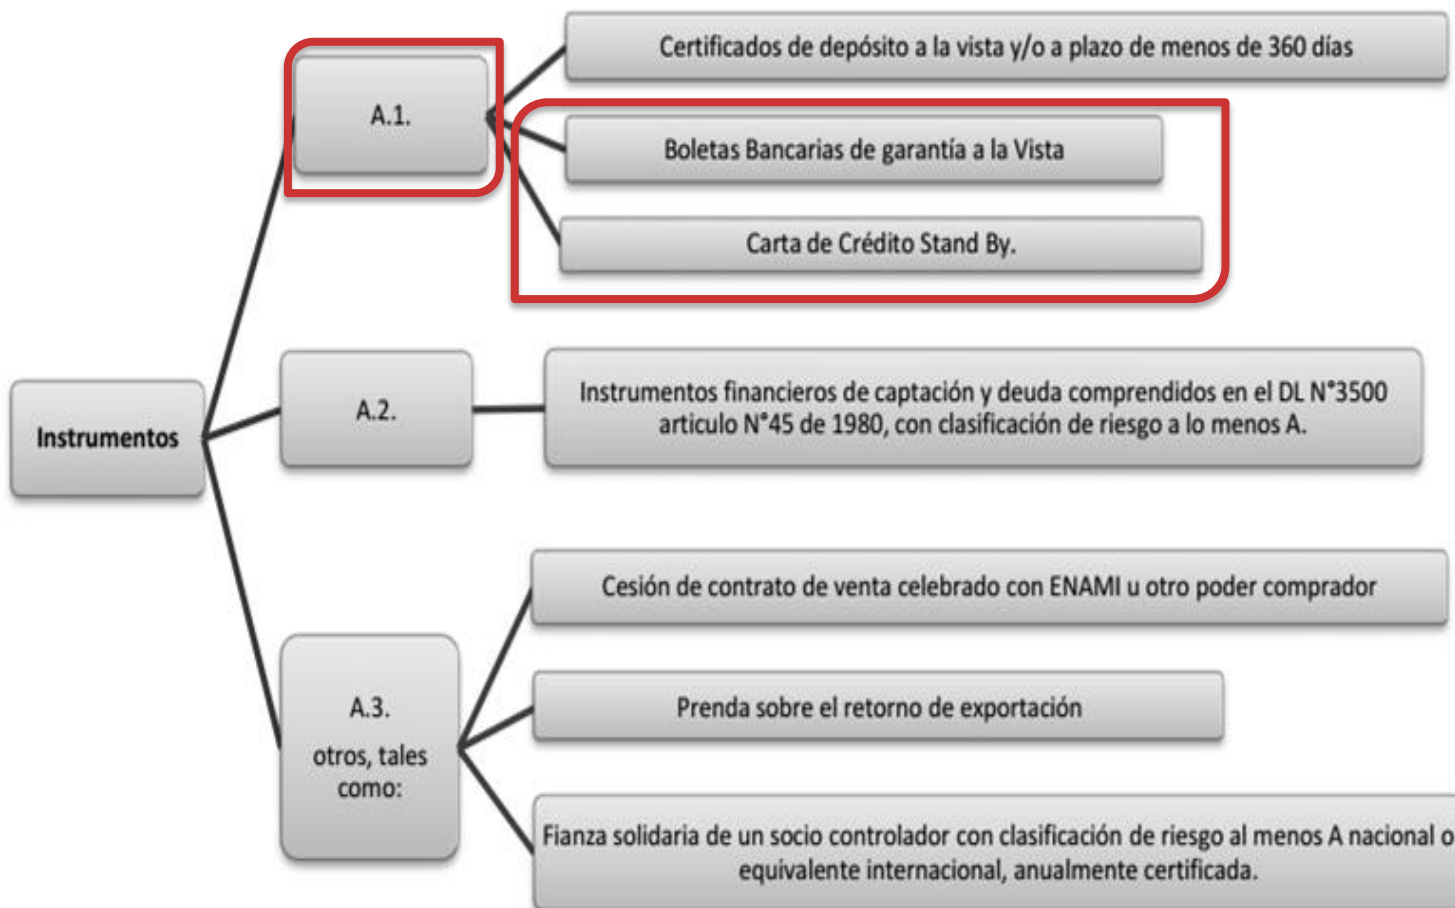 Instrumentos
A.1.
Certificados de depósito a la vista y/o a plazo de menos de 360 días
Boletas Bancarias de garantía a la Vista
Carta de Crédito Stand By.
A.2.
Instrumentos financieros de captación y deuda comprendidos en el DL N°3500
articulo N°45 de 1980, con clasificación de riesgo a lo menos A.
A.3.
otros, tales
como:
Cesión de contrato de venta celebrado con ENAMI u otro poder comprador
Prenda sobre el retorno de exportación
Fianza solidaria de un socio controlador con clasificación de riesgo al menos A nacional o
equivalente internacional, anualmente certificada.